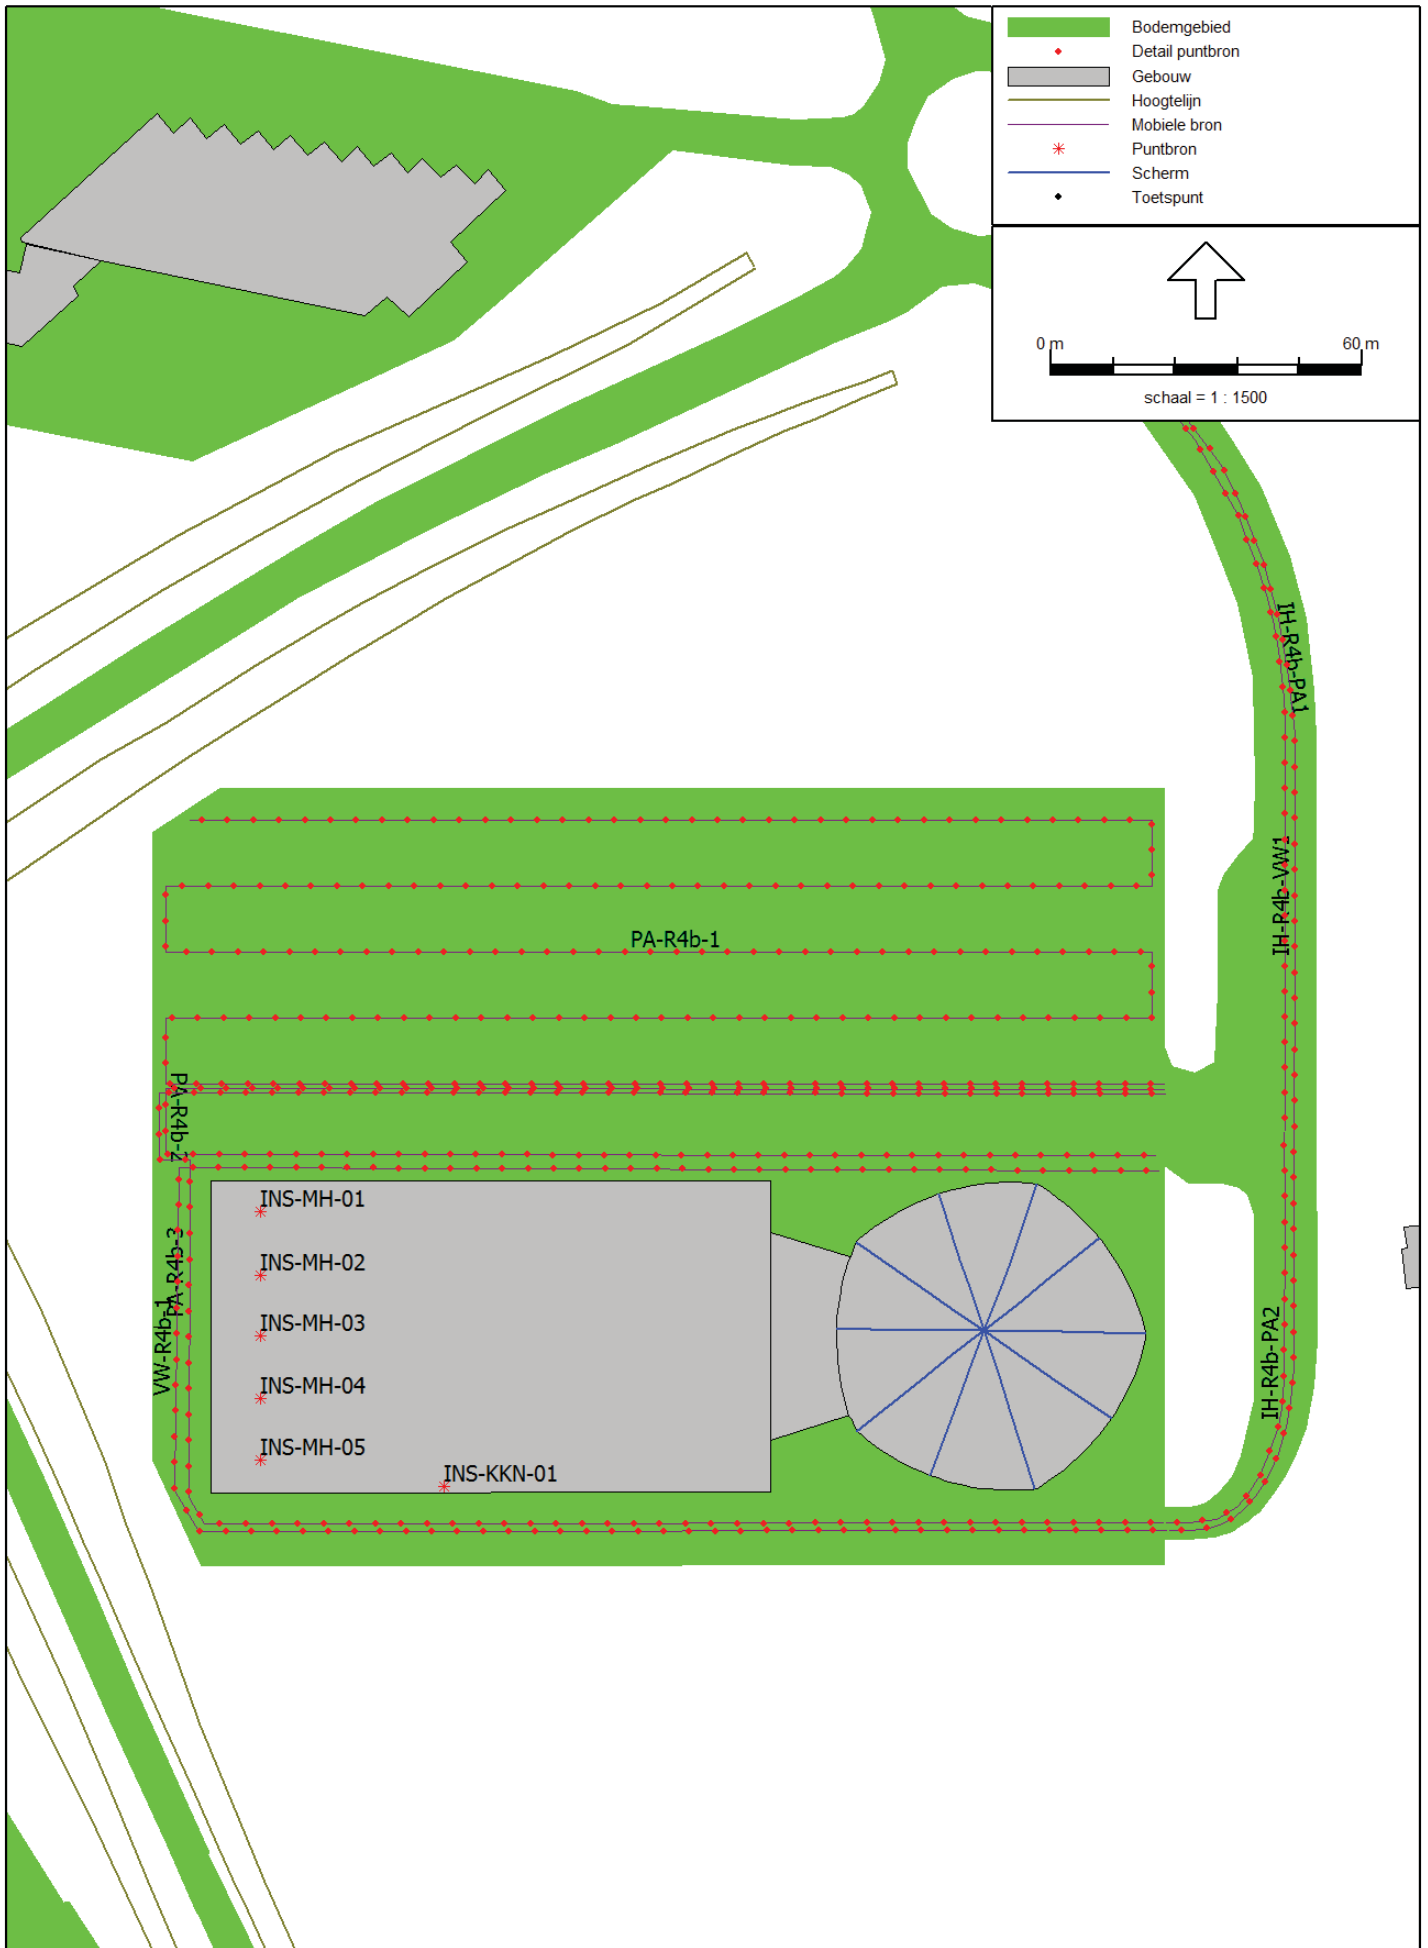 Bodemgebied
Detail puntbron
Gebouw
Hoogtelijn
Mobiele bron
Puntbron
Scherm
Toetspunt
0 m 60 m
schaal = 1 : 1500
IH-R4b-PA1
IH-R4b-VW1
PA-R4b-1
PA-R4b-2
INS-MH-01
PA-R4b-3
INS-MH-02
VW-R4b-1
INS-MH-03
IH-R4b-PA2
INS-MH-04
INS-MH-05
INS-KKN-01